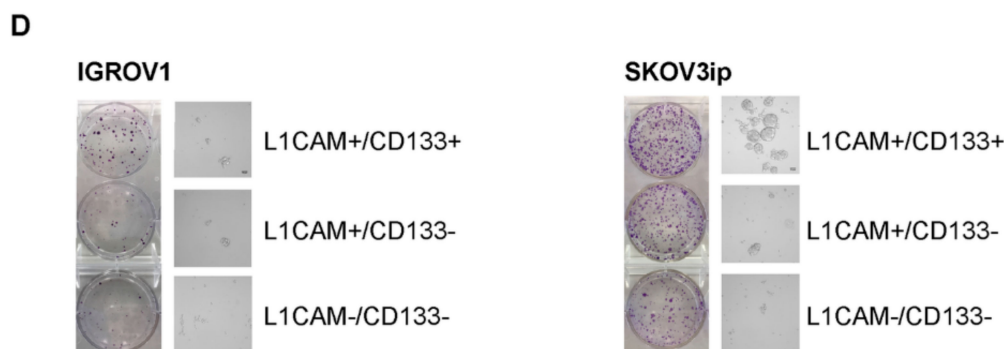 D
IGROV1
L1CAM+/CD133+
L1CAM+/CD133-
L1CAM-/CD133-
SKOV3ip
L1CAM+/CD133+
L1CAM+/CD133-
L1CAM-/CD133-